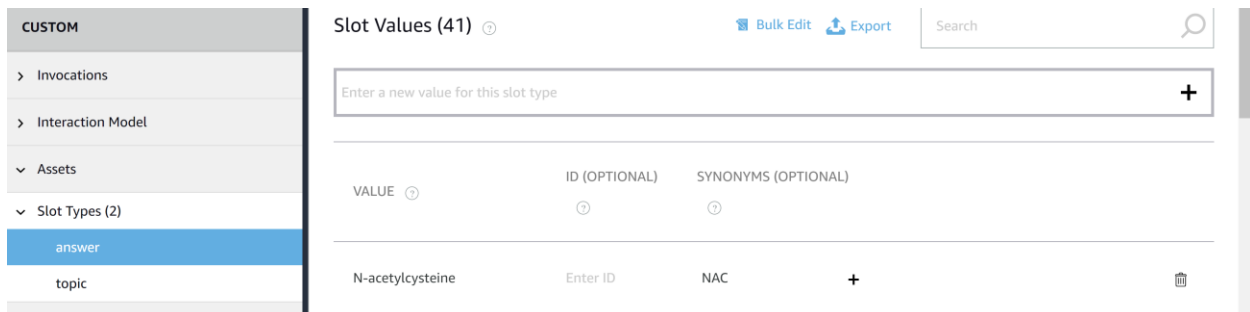 CUSTOM
Invocations
Interaction Model
Assets
Slot Types (2)
answer
topic
Slot Values (41)
Bulk Edit
Export
Search
Enter a new value for this slot type
VALUE
ID (OPTIONAL)
SYNONYMS (OPTIONAL)
N-acetylcysteine
Enter ID
NAC